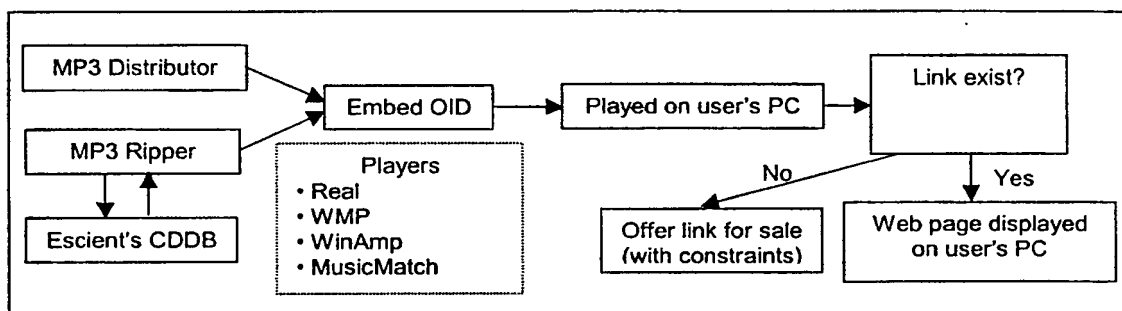 MP3 Distributor
MP3 Ripper
Escient's CDDB
Embed OID
Players
• Real
• WMP
• WinAmp
• MusicMatch
Played on user's PC
Link exist?
No
Yes
Offer link for sale
(with constraints)
Web page displayed
on user's PC